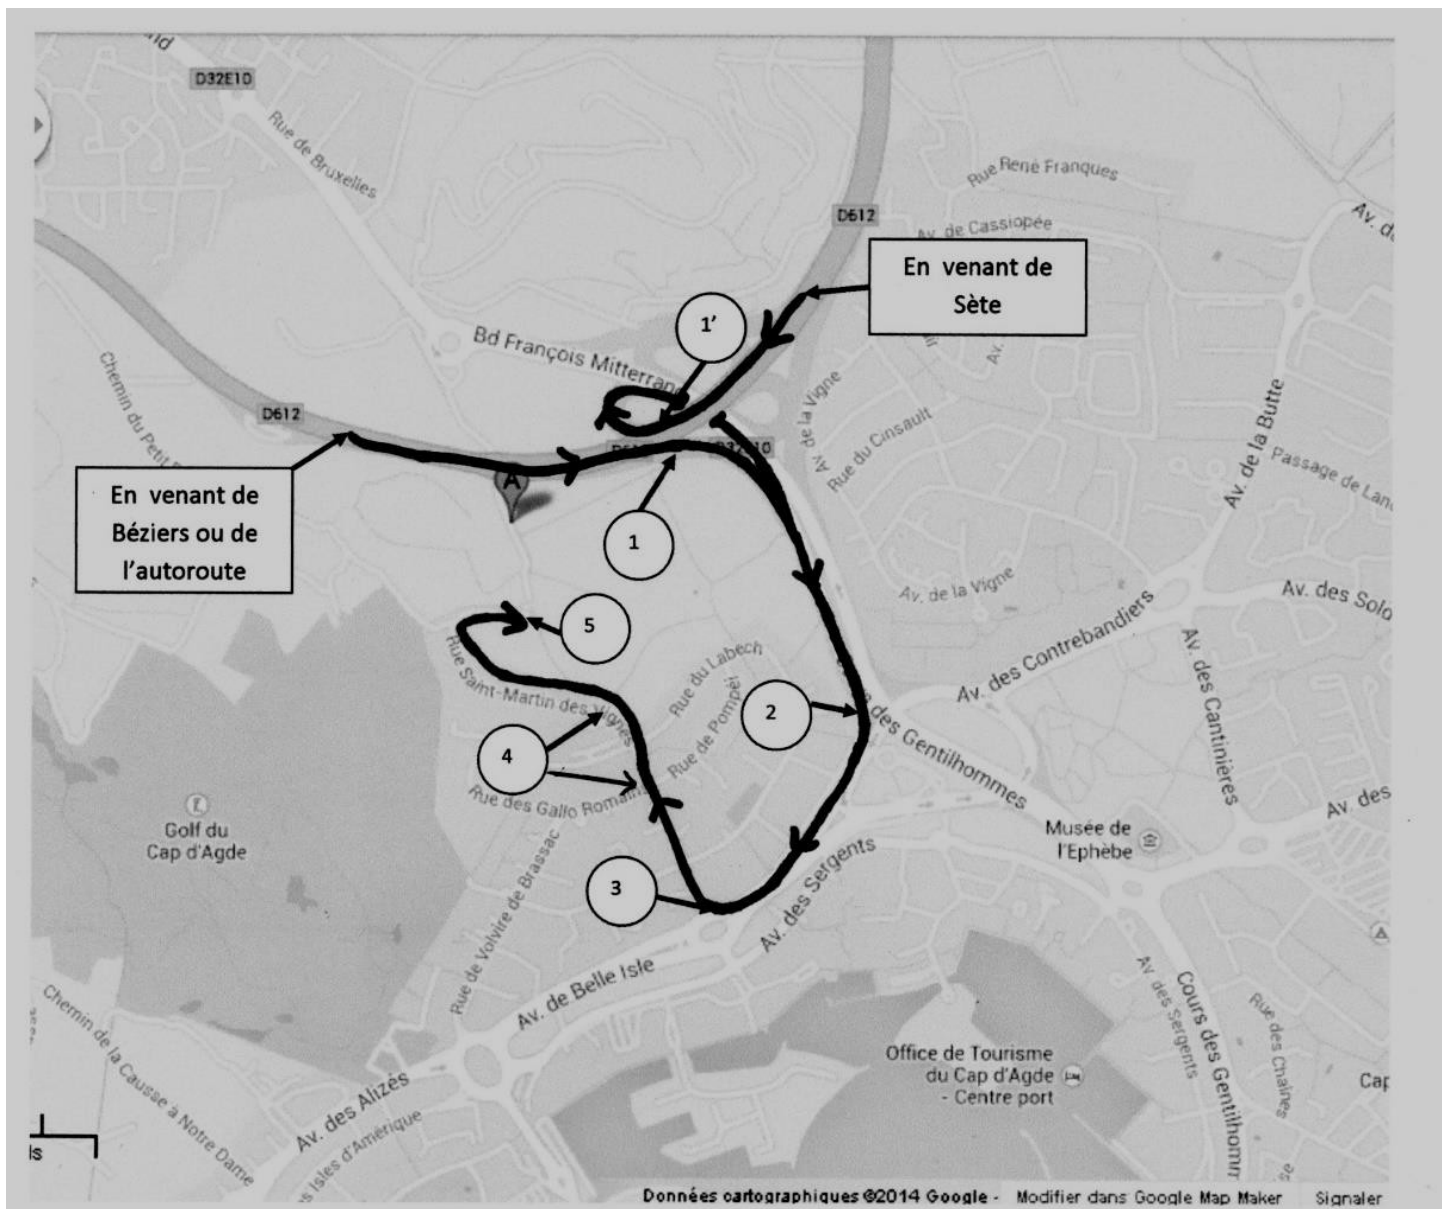 D32E10
Rue de Bruxelles
Rue René Franques
D612
Av. de Cassiopée
En venant de
Sète
1'
Bd François Mitterrand
Chemin du Petit
D612
Av. de la Vigne
Rue du Cinsault
Av. de la Butte
Passage de
A
En venant de
Béziers ou de
l'autoroute
1
Av. de la Vigne
Av. des Contrebandiers
Av. des
Av. des Cantinières
5
Rue Saint-Martin des Vignes
Rue du Labech
Rue de Pompéi
2
des Gentilhommes
4
Rue des Gallo Romains
Golf du
Cap d'Agde
Musée de
l'Ephèbe
Av. des
3
Av. des Sergents
Rue de Volvire de Brassac
Av. de Belle Isle
Chemin de la Causse à Notre Dame
Av. des Alizés
Isles d'Amérique
Office de Tourisme
du Cap d'Agde
- Centre port
Av. des Sergents
Cours des Gentilhomm
Rue des Chaînes
Cap
Données cartographiques ©2014 Google - Modifier dans Google Map Maker Signaler